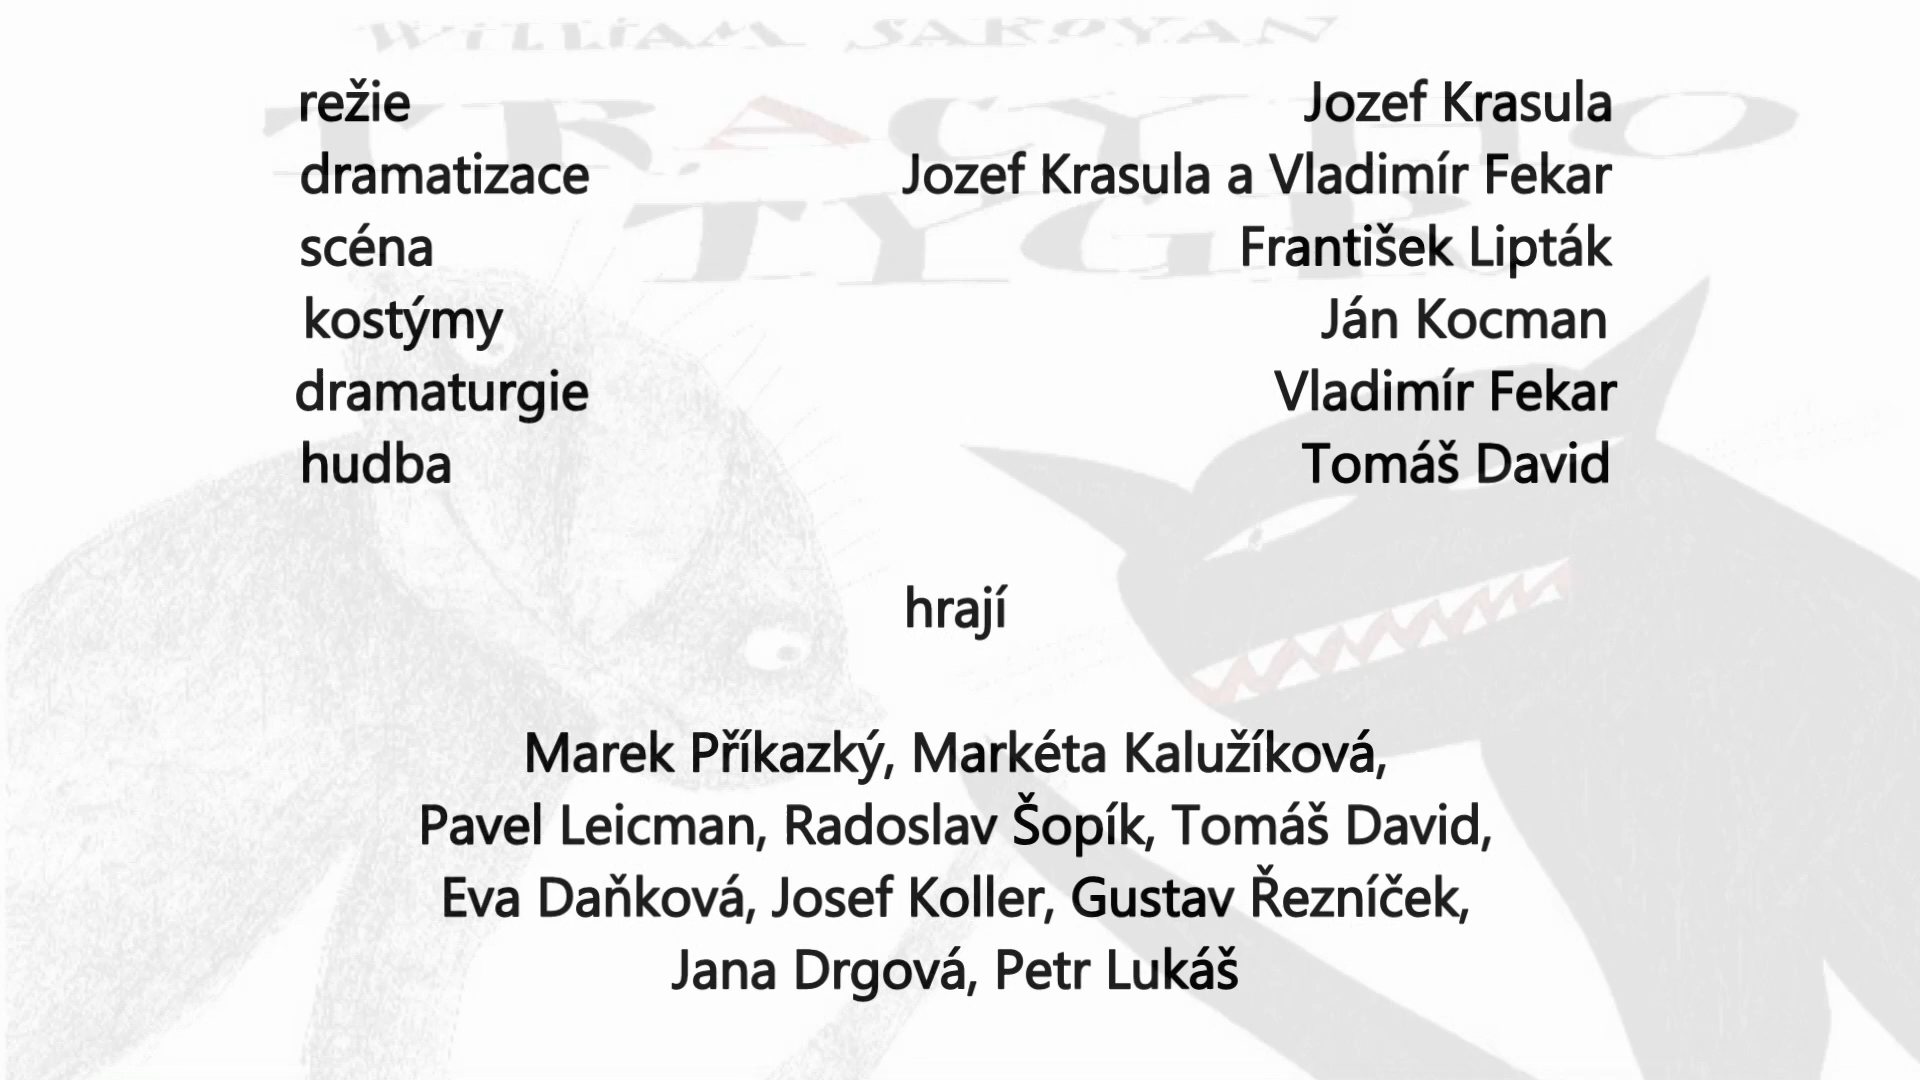 WiLLiAM SAROYAN
TRACYHO
TYGR
režie Jozef Krasula
dramatizace Jozef Krasula a Vladimír Fekar
scéna František Lipták
kostýmy Ján Kocman
dramaturgie Vladimír Fekar
hudba Tomáš David
hrají
Marek Příkazký, Markéta Kalužíková,
Pavel Leicman, Radoslav Šopík, Tomáš David,
Eva Daňková, Josef Koller, Gustav Řezníček,
Jana Drgová, Petr Lukáš